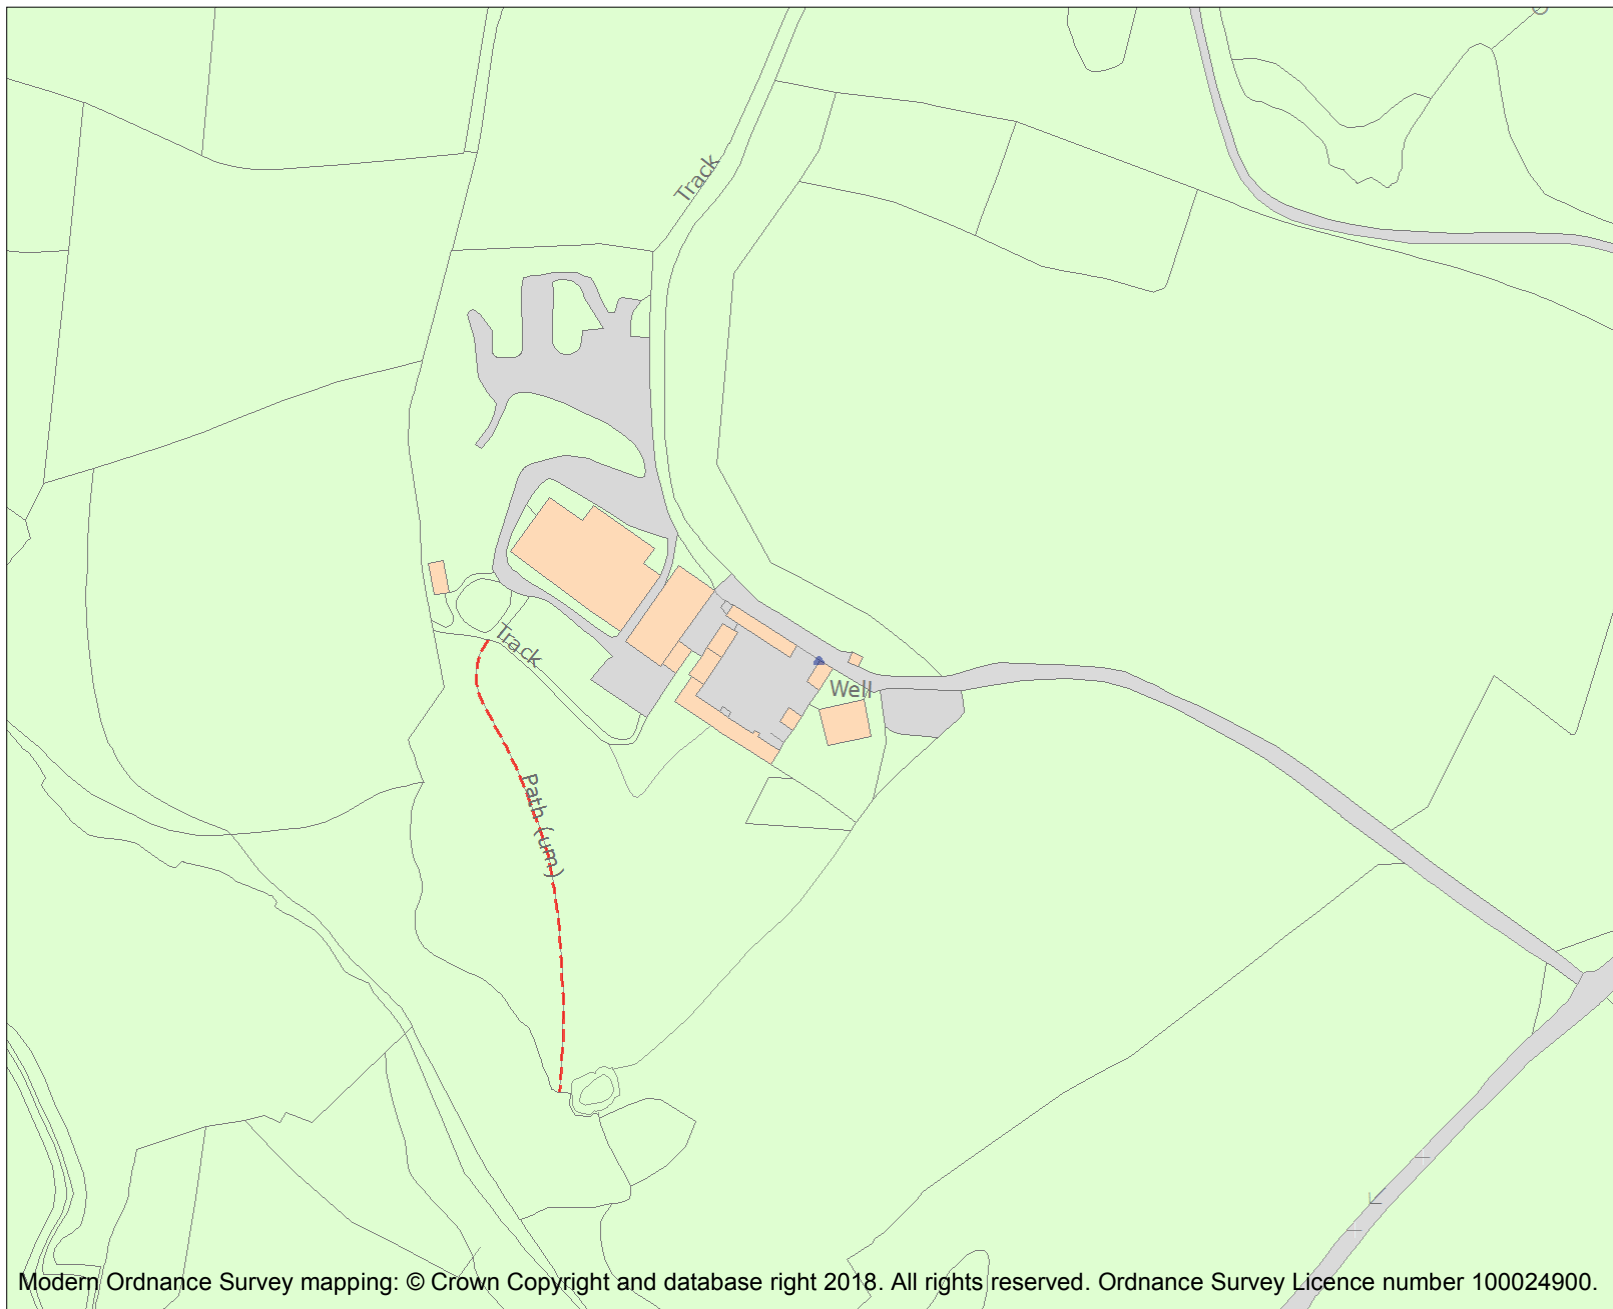 Track
Track
Well
Path (um)
Modern Ordnance Survey mapping: © Crown Copyright and database right 2018. All rights reserved. Ordnance Survey Licence number 100024900.